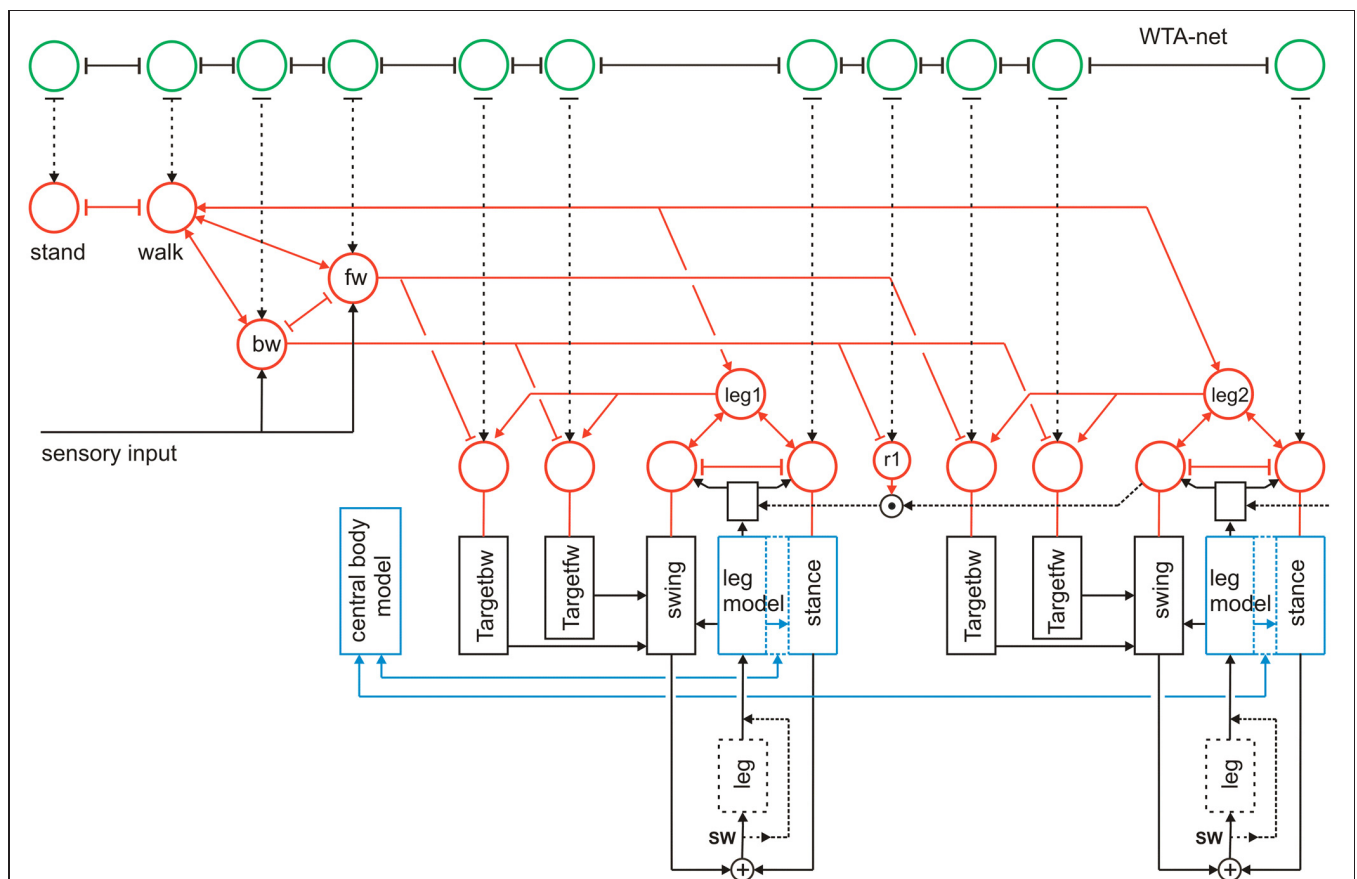 WTA-net
stand
walk
fw
bw
leg1
leg2
sensory input
r1
central body
model
Targetbw
Targetfw
swing
leg
model
stance
Targetbw
Targetfw
swing
leg
model
stance
leg
leg
sw
sw